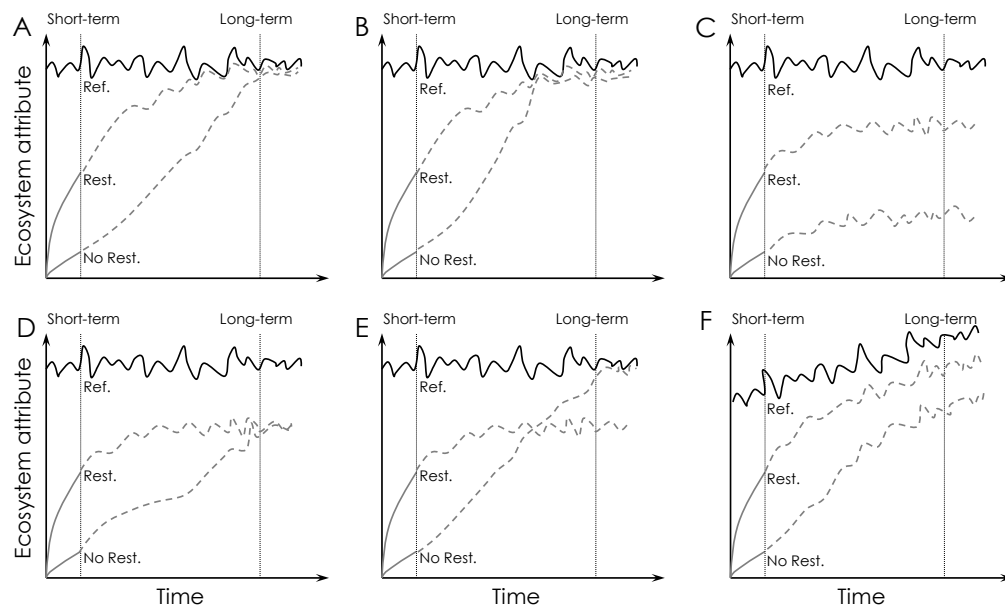 A
Short-term
Long-term
Ecosystem attribute
Ref.
Rest.
No Rest.
B
Short-term
Long-term
Ref.
Rest.
No Rest.
C
Short-term
Long-term
Ref.
Rest.
No Rest.
D
Short-term
Long-term
Ecosystem attribute
Ref.
Rest.
No Rest.
Time
E
Short-term
Long-term
Ref.
Rest.
No Rest.
Time
F
Short-term
Long-term
Ref.
Rest.
No Rest.
Time